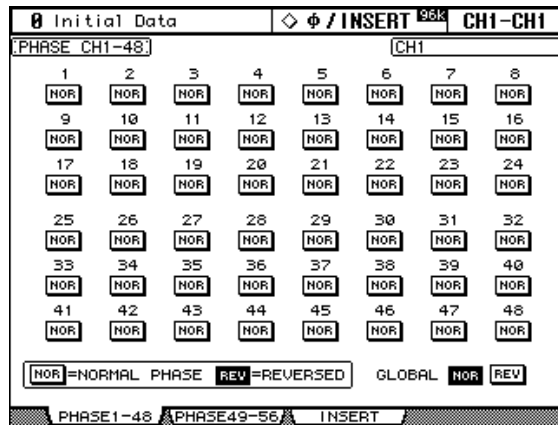 0 Initial Data ◇ ϕ/INSERT 96K CH1-CH1
PHASE CH1-48 CH1
1 2 3 4 5 6 7 8
NOR NOR NOR NOR NOR NOR NOR NOR
9 10 11 12 13 14 15 16
NOR NOR NOR NOR NOR NOR NOR NOR
17 18 19 20 21 22 23 24
NOR NOR NOR NOR NOR NOR NOR NOR
25 26 27 28 29 30 31 32
NOR NOR NOR NOR NOR NOR NOR NOR
33 34 35 36 37 38 39 40
NOR NOR NOR NOR NOR NOR NOR NOR
41 42 43 44 45 46 47 48
NOR NOR NOR NOR NOR NOR NOR NOR
NOR=NORMAL PHASE REV=REVERSED GLOBAL NOR REV
PHASE1-48 PHASE49-56 INSERT